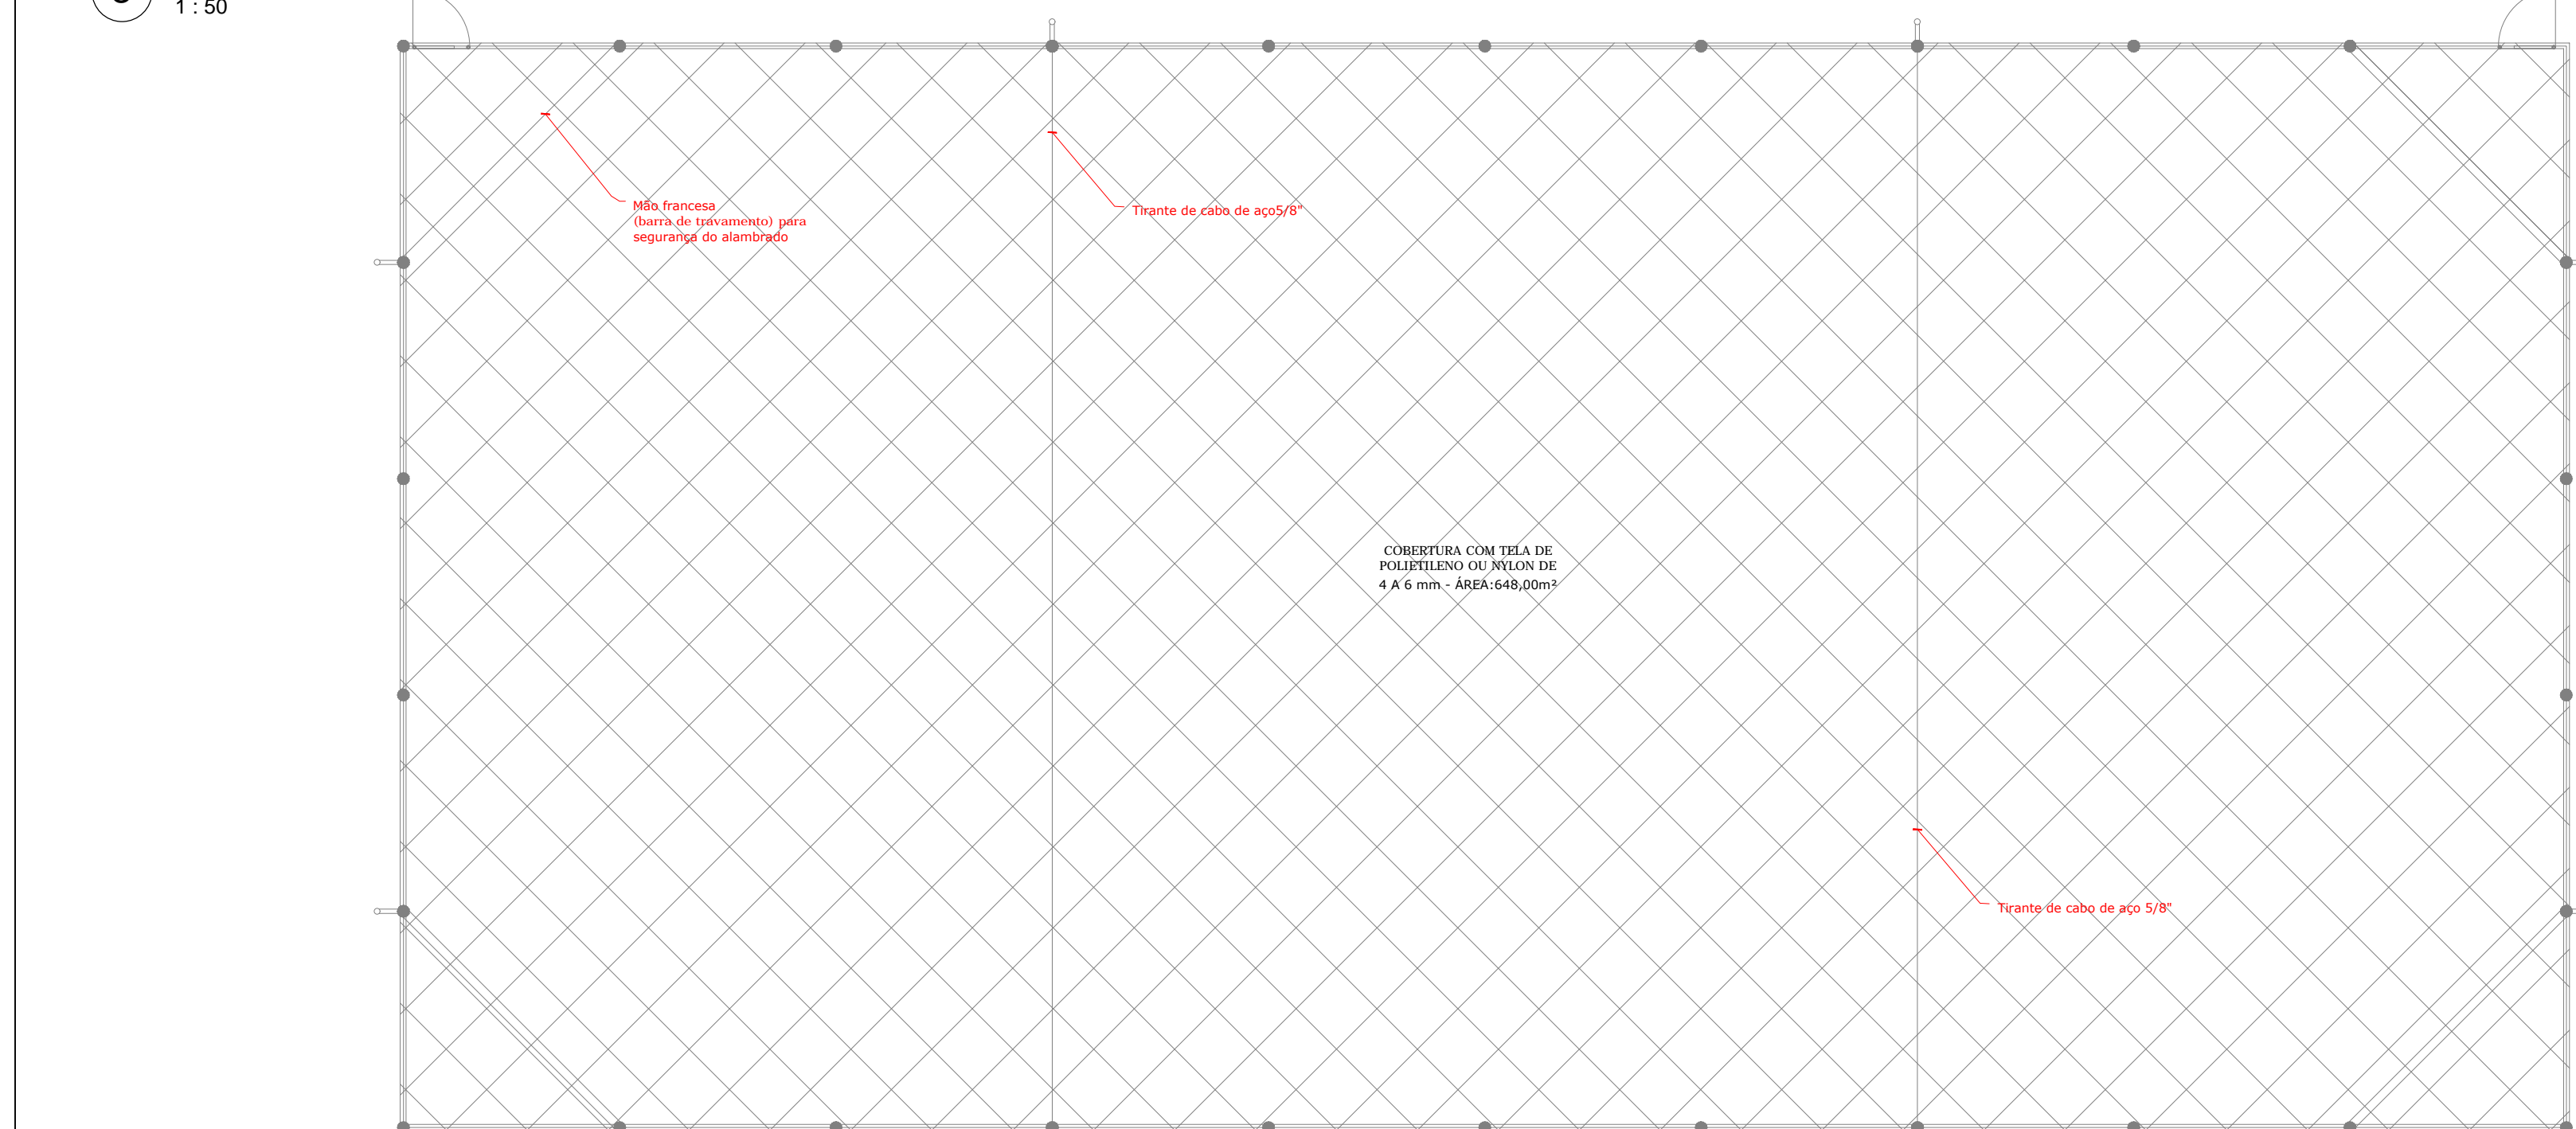 1 : 50
Mão francesa
(barra de travamento) para
segurança do alambrado
Tirante de cabo de aço5/8"
COBERTURA COM TELA DE
POLIETILENO OU NYLON DE
4 A 6 mm - ÁREA:648,00m²
Tirante de cabo de aço 5/8"